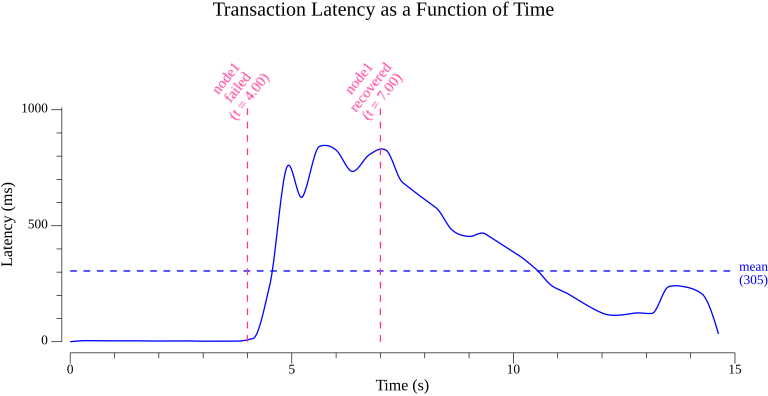 Transaction Latency as a Function of Time
node1
failed
(t = 4.00)
node1
recovered
(t = 7.00)
1000
500
0
Latency (ms)
mean
(305)
0
5
10
15
Time (s)